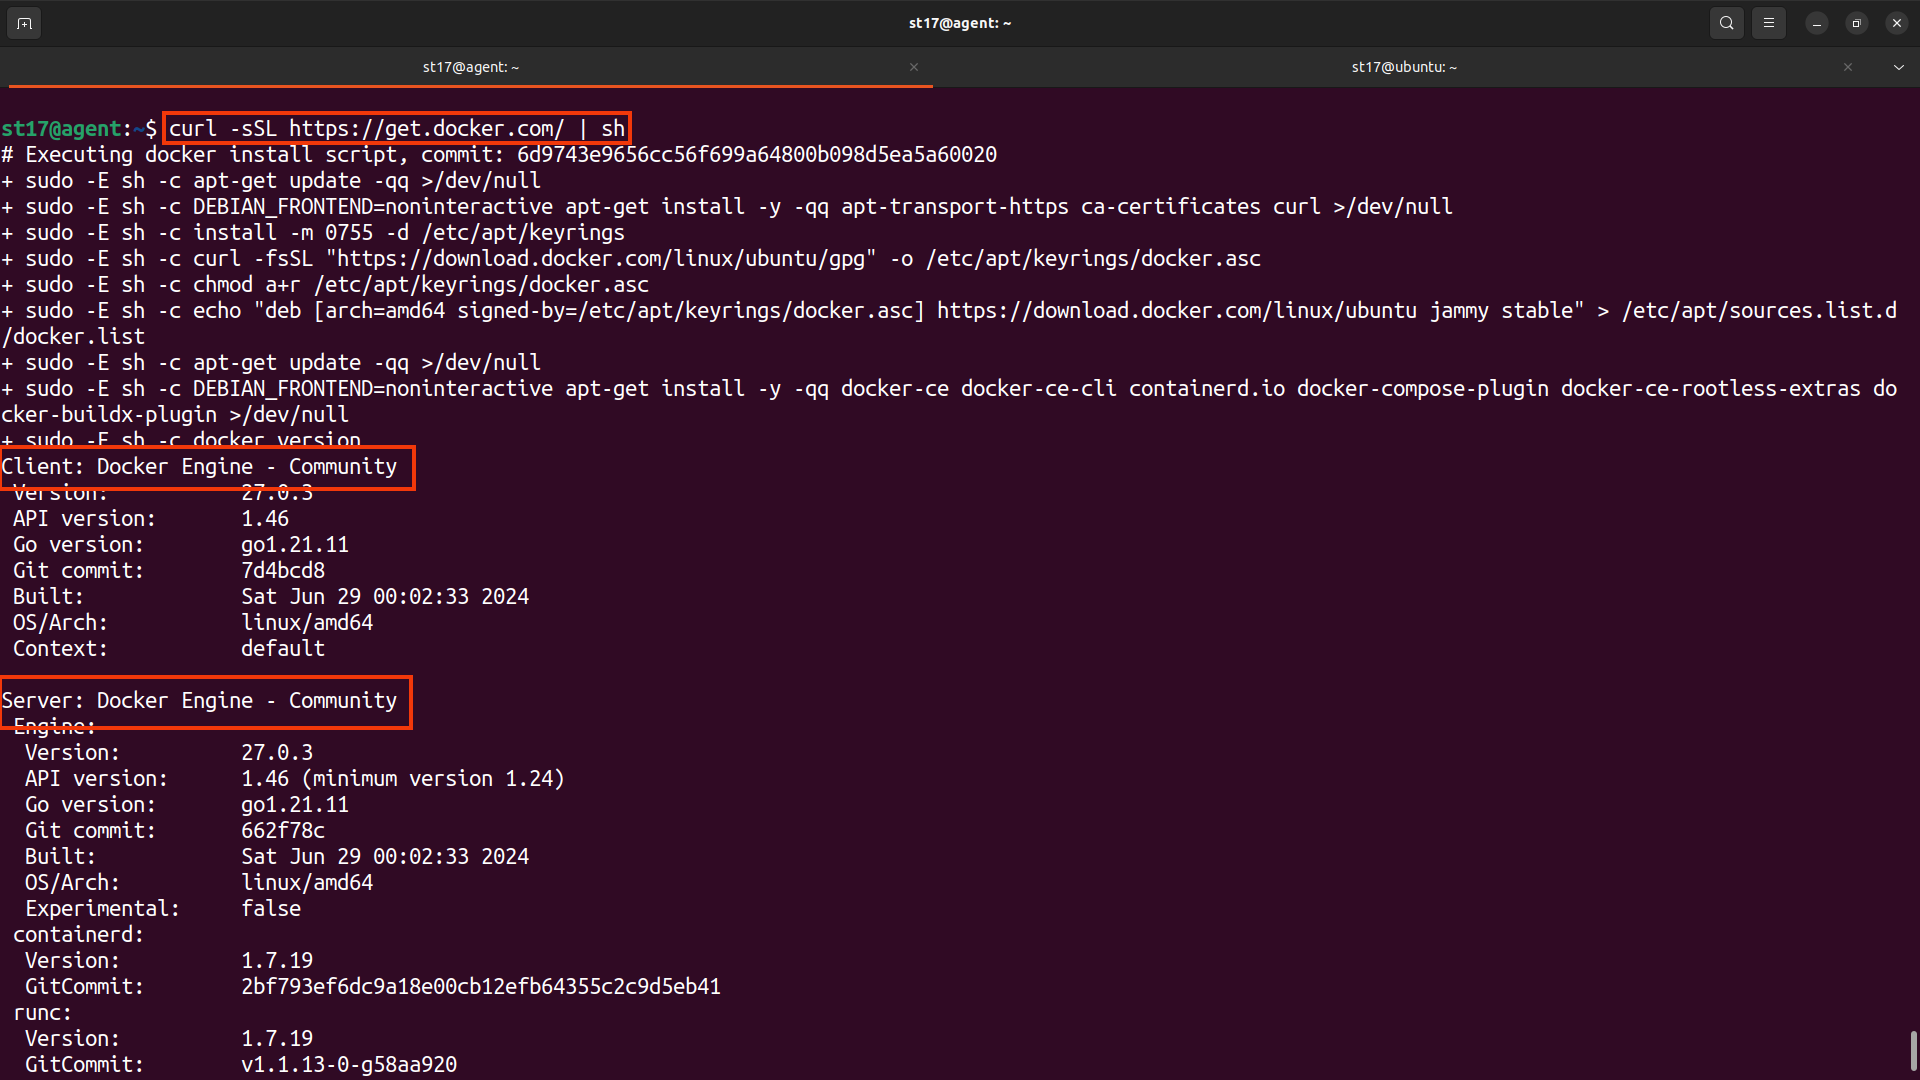 st17@agent: ~
st17@agent: ~
st17@ubuntu: ~
st17@agent:~$ curl -sSL https://get.docker.com/ | sh
# Executing docker install script, commit: 6d9743e9656cc56f699a64800b098d5ea5a60020
+ sudo -E sh -c apt-get update -qq >/dev/null
+ sudo -E sh -c DEBIAN_FRONTEND=noninteractive apt-get install -y -qq apt-transport-https ca-certificates curl >/dev/null
+ sudo -E sh -c install -m 0755 -d /etc/apt/keyrings
+ sudo -E sh -c curl -fsSL "https://download.docker.com/linux/ubuntu/gpg" -o /etc/apt/keyrings/docker.asc
+ sudo -E sh -c chmod a+r /etc/apt/keyrings/docker.asc
+ sudo -E sh -c echo "deb [arch=amd64 signed-by=/etc/apt/keyrings/docker.asc] https://download.docker.com/linux/ubuntu jammy stable" > /etc/apt/sources.list.d
/docker.list
+ sudo -E sh -c apt-get update -qq >/dev/null
+ sudo -E sh -c DEBIAN_FRONTEND=noninteractive apt-get install -y -qq docker-ce docker-ce-cli containerd.io docker-compose-plugin docker-ce-rootless-extras do
cker-buildx-plugin >/dev/null
+ sudo -E sh -c docker version
Client: Docker Engine - Community
Version: 27.0.3
API version: 1.46
Go version: go1.21.11
Git commit: 7d4bcd8
Built: Sat Jun 29 00:02:33 2024
OS/Arch: linux/amd64
Context: default
Server: Docker Engine - Community
Engine:
Version: 27.0.3
API version: 1.46 (minimum version 1.24)
Go version: go1.21.11
Git commit: 662f78c
Built: Sat Jun 29 00:02:33 2024
OS/Arch: linux/amd64
Experimental: false
containerd:
Version: 1.7.19
GitCommit: 2bf793ef6dc9a18e00cb12efb64355c2c9d5eb41
runc:
Version: 1.7.19
GitCommit: v1.1.13-0-g58aa920